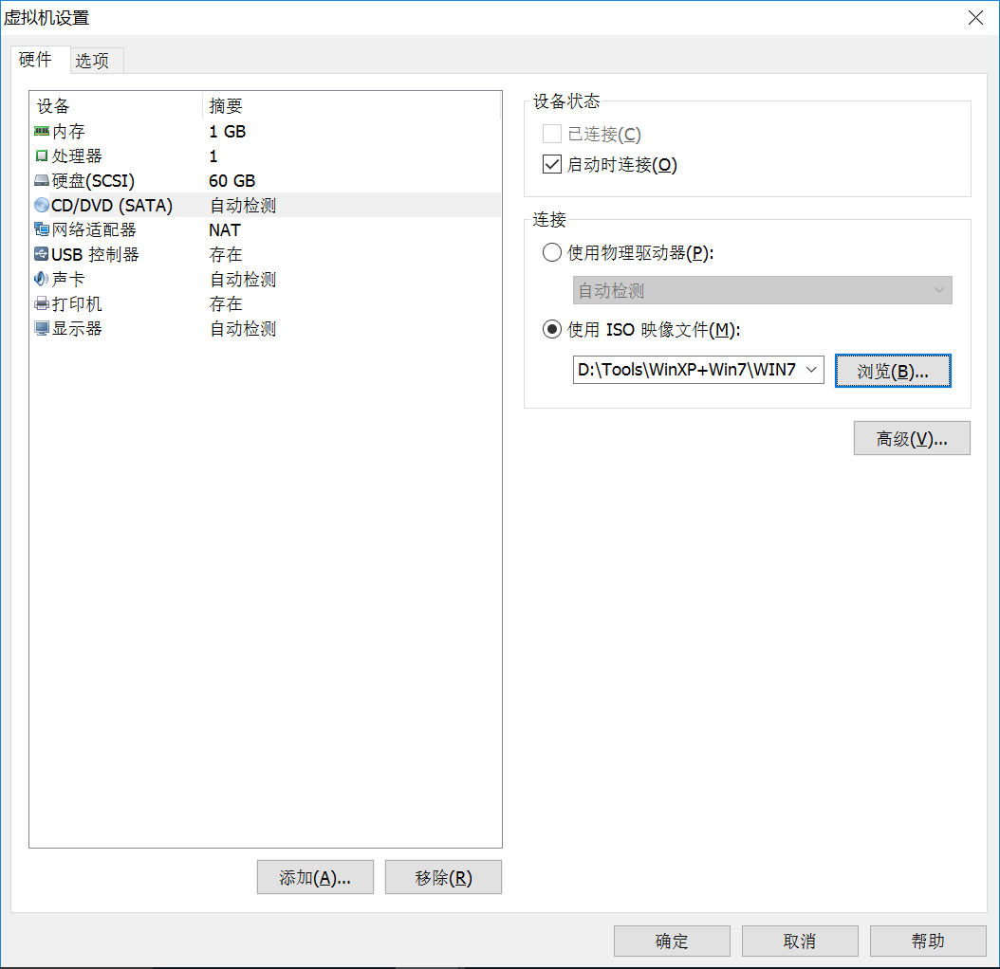 虚拟机设置
硬件 选项
设备 摘要
内存 1 GB
处理器 1
硬盘(SCSI) 60 GB
CD/DVD (SATA) 自动检测
网络适配器 NAT
USB 控制器 存在
声卡 自动检测
打印机 存在
显示器 自动检测
添加(A)... 移除(R)
设备状态
已连接(C)
启动时连接(O)
连接
使用物理驱动器(P):
自动检测
使用 ISO 映像文件(M):
D:\Tools\WinXP+Win7\WIN7 浏览(B)...
高级(V)...
确定 取消 帮助